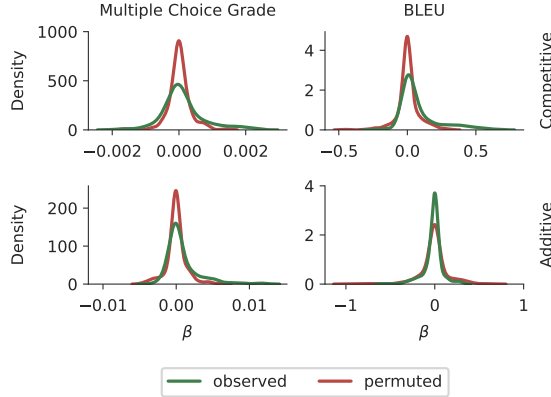 Multiple Choice Grade
BLEU
Density
1000
500
0
−0.002
0.000
0.002
4
2
0
−0.5
0.0
0.5
Competitive
Density
200
100
0
−0.01
0.00
0.01
β
4
2
0
−1
0
1
β
Additive
observed
permuted